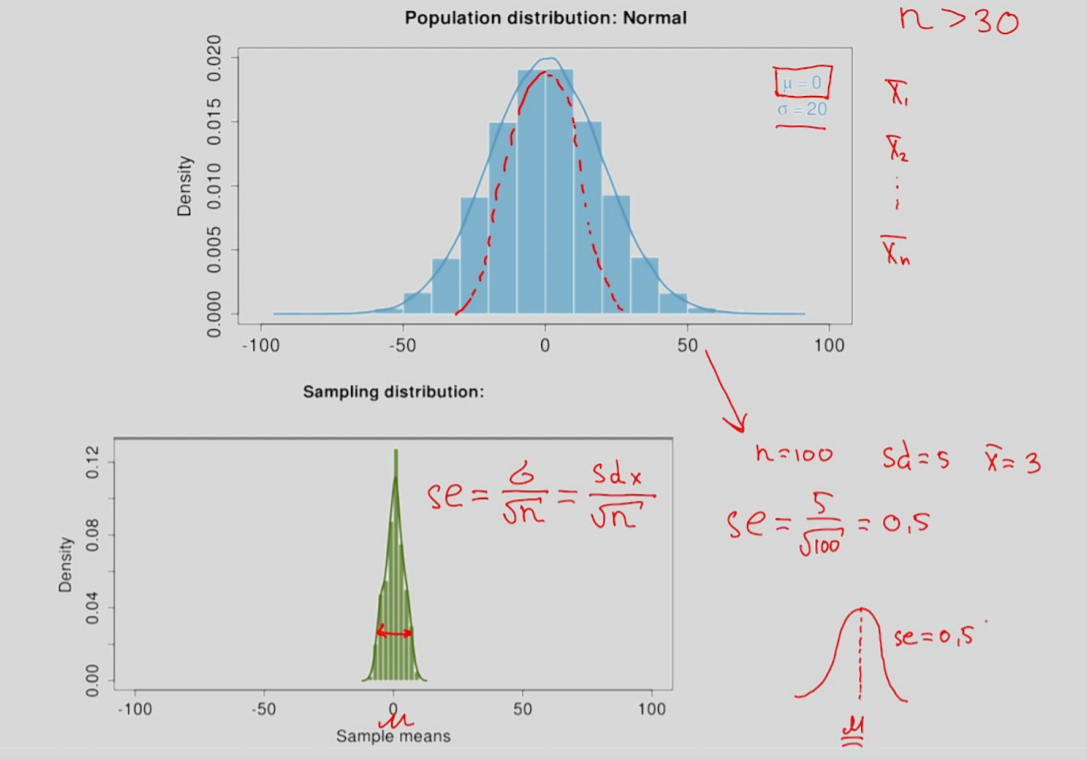 Population distribution: Normal
n > 30
μ = 0
σ = 20
x̄₁
x̄₂
⋮
x̄ₙ
Density
0.020
0.015
0.010
0.005
0.000
-100 -50 0 50 100
Sampling distribution:
n=100 sd=5 x̄=3
se = σ/√n = sdx/√n
se = 5/√100 = 0,5
Density
0.12
0.08
0.04
0.00
se=0,5
-100 -50 0 50 100
μ
Sample means
μ